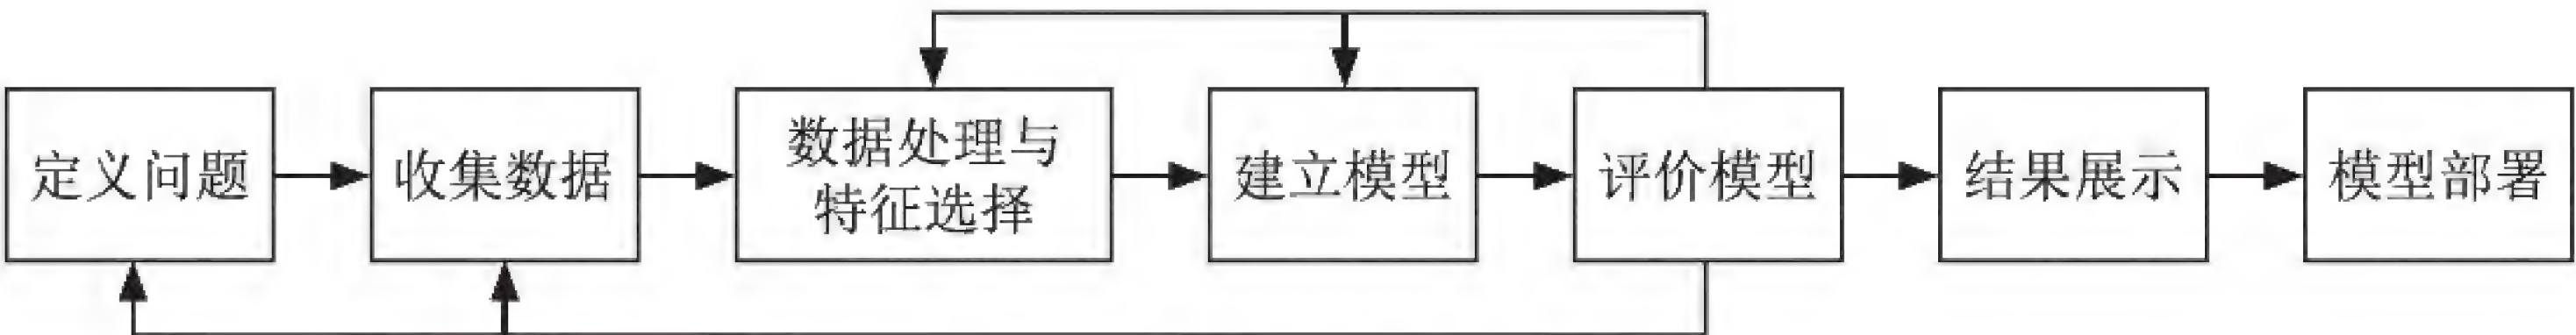 定义问题
收集数据
数据处理与
特征选择
建立模型
评价模型
结果展示
模型部署